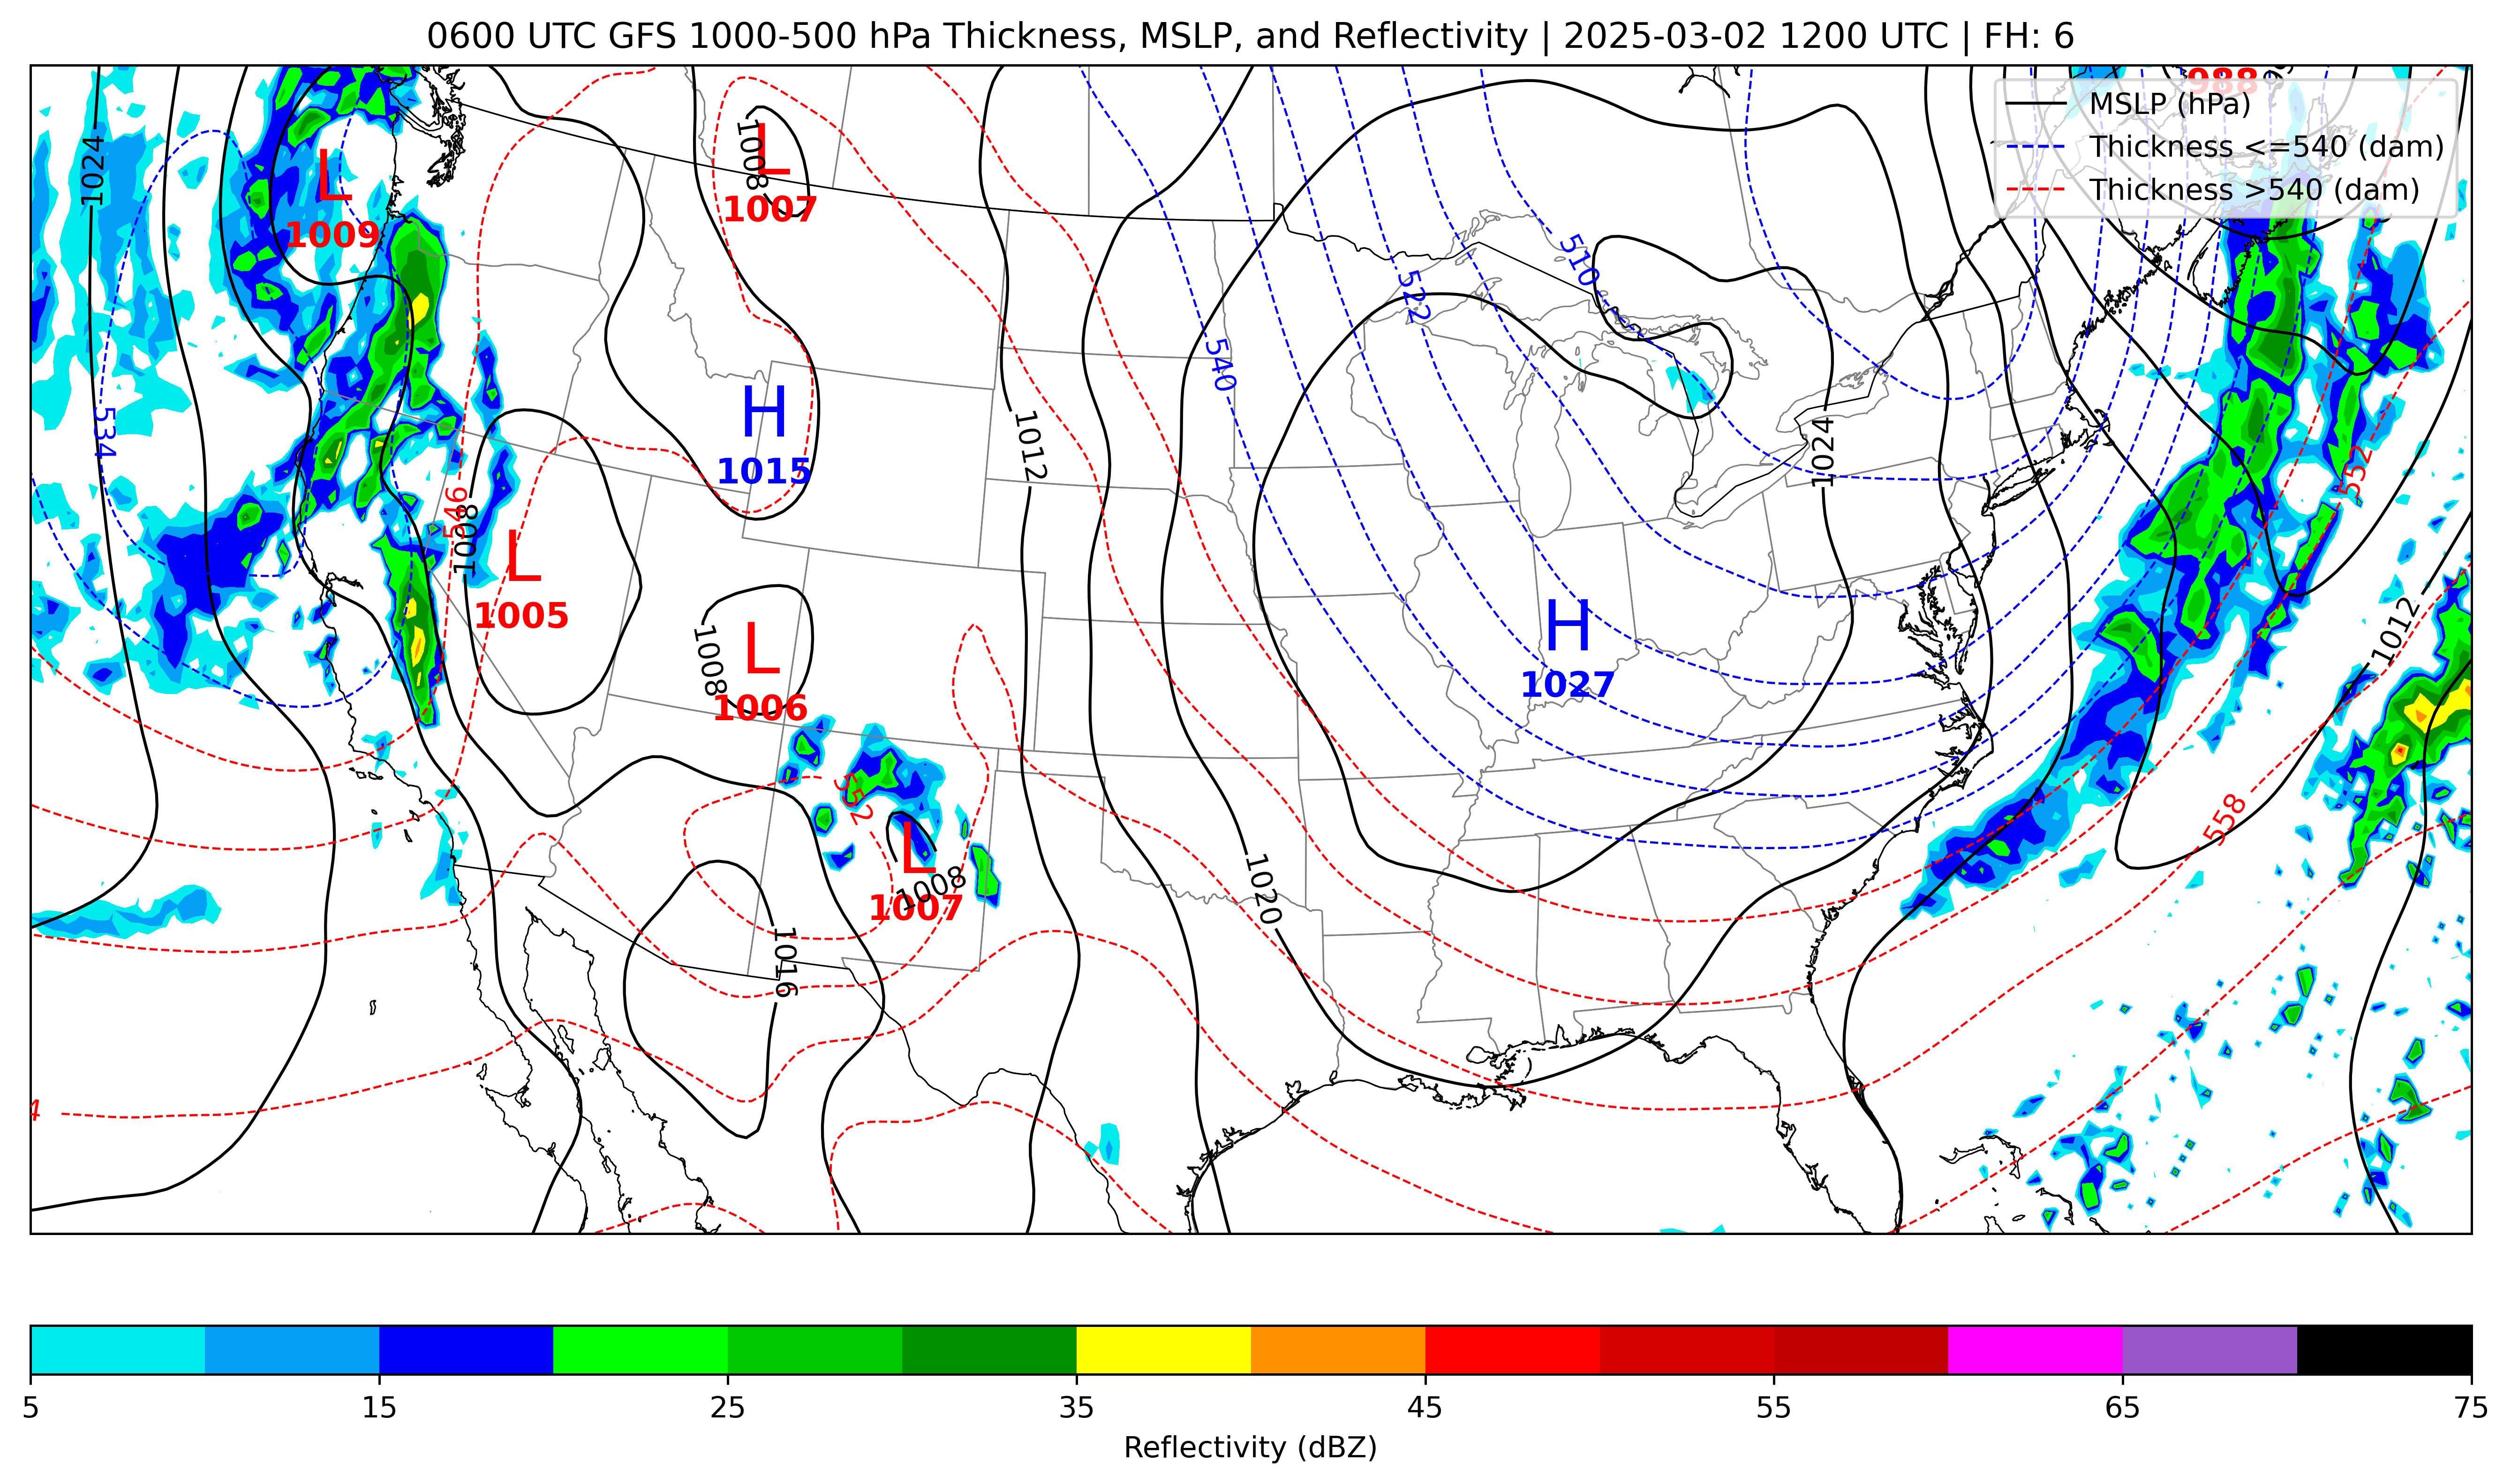 0600 UTC GFS 1000-500 hPa Thickness, MSLP, and Reflectivity | 2025-03-02 1200 UTC | FH: 6
988
MSLP (hPa)
Thickness <=540 (dam)
Thickness >540 (dam)
1024
1008
L
1007
L
1009
510
522
540
534
H
1015
1012
1024
552
546
1008
L
1005
H
1027
1008
L
1006
1012
552
558
L
1008
1007
1020
1016
4
5
15
25
35
45
55
65
75
Reflectivity (dBZ)